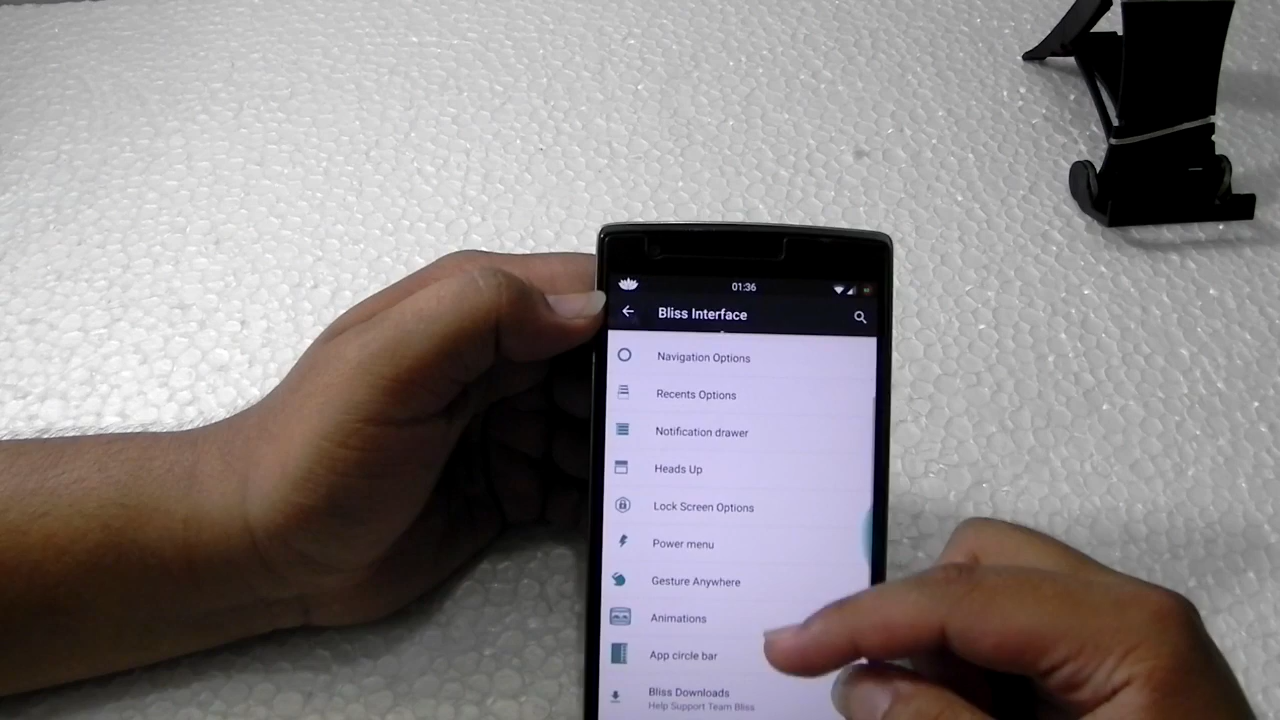 01:36
Bliss Interface
Navigation Options
Recents Options
Notification drawer
Heads Up
Lock Screen Options
Power menu
Gesture Anywhere
Animations
App circle bar
Bliss Downloads
Help Support Team Bliss